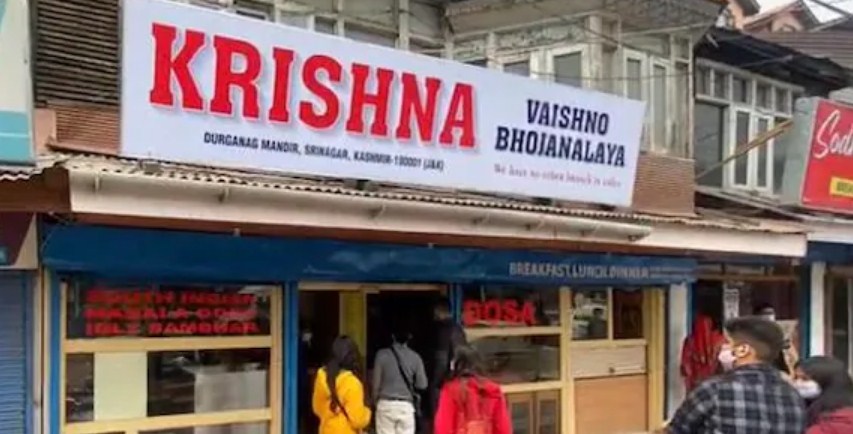 KRISHNA
VAISHNO
BHOJANALAYA
DURGANAG MANDIR, SRINAGAR, KASHMIR-190001 (J&K)
We have no other branch in valley
Sodh
BREAKFAST LUNCH DINNER
SOUTH INDIAN
MASALA DOSA
IDLI SAMBHAR
DOSA